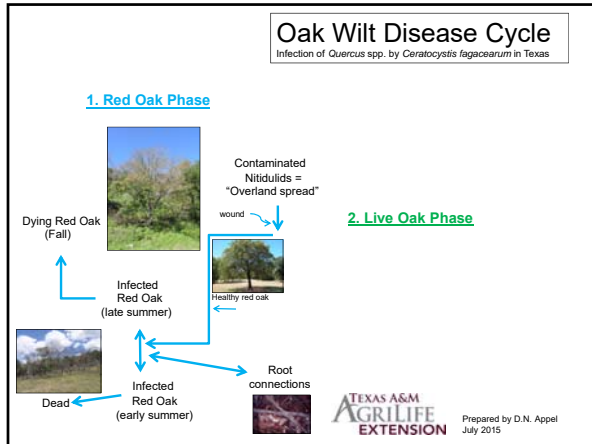 Oak Wilt Disease Cycle
Infection of Quercus spp. by Ceratocystis fagacearum in Texas
1. Red Oak Phase
Contaminated
Nitidulids =
“Overland spread”
wound
Dying Red Oak
(Fall)
2. Live Oak Phase
Healthy red oak
Infected
Red Oak
(late summer)
Root
connections
Infected
Red Oak
(early summer)
Dead
TEXAS A&M
AGRILIFE
EXTENSION
Prepared by D.N. Appel
July 2015